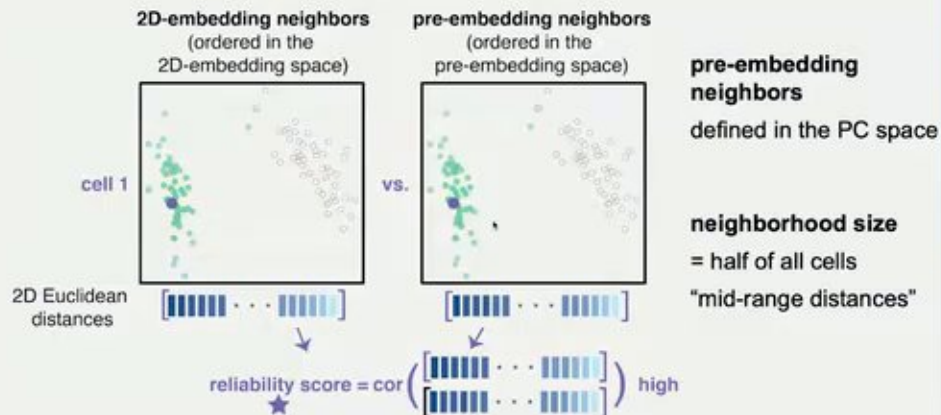 2D-embedding neighbors
(ordered in the
2D-embedding space)
pre-embedding neighbors
(ordered in the
pre-embedding space)
cell 1
vs.
2D Euclidean
distances
reliability score = cor
high
pre-embedding
neighbors
defined in the PC space
neighborhood size
= half of all cells
“mid-range distances”